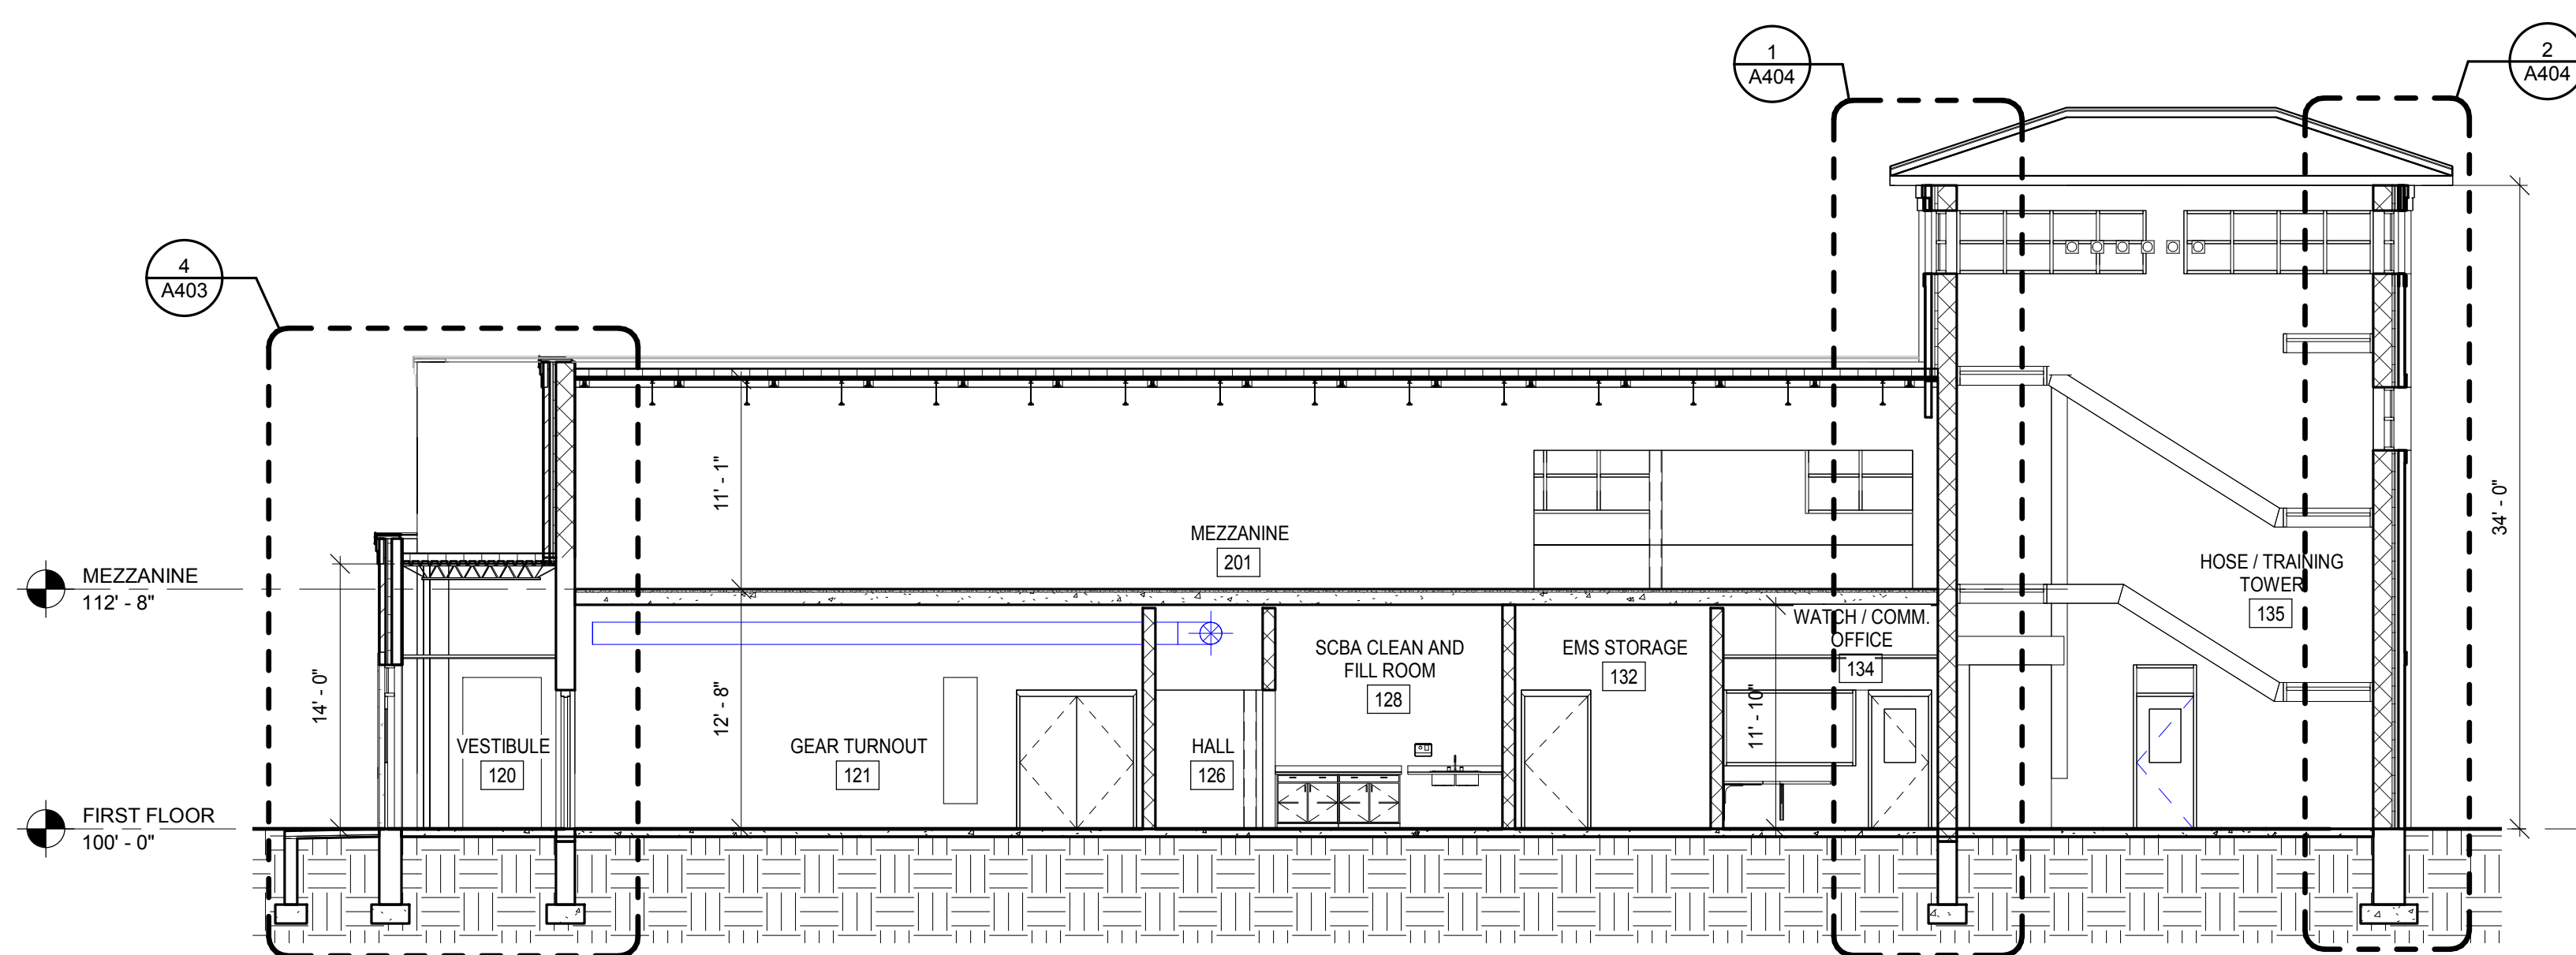 1
A404
2
A404
4
A403
11' - 1"
34' - 0"
MEZZANINE
201
HOSE / TRAINING
TOWER
135
MEZZANINE
112' - 8"
WATCH / COMM.
OFFICE
134
SCBA CLEAN AND
FILL ROOM
128
EMS STORAGE
132
14' - 0"
12' - 8"
11' - 10"
VESTIBULE
120
GEAR TURNOUT
121
HALL
126
FIRST FLOOR
100' - 0"